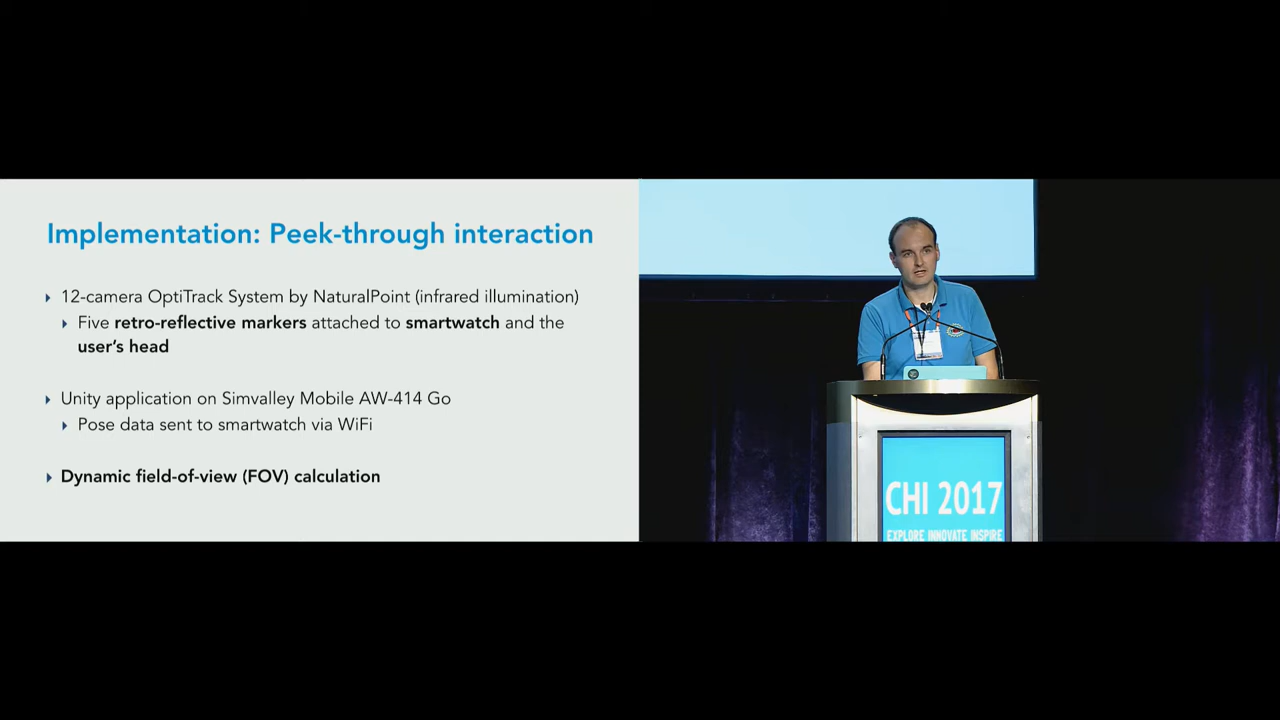 Implementation: Peek-through interaction
12-camera OptiTrack System by NaturalPoint (infrared illumination)
Five retro-reflective markers attached to smartwatch and the
user's head
Unity application on Simvalley Mobile AW-414 Go
Pose data sent to smartwatch via WiFi
Dynamic field-of-view (FOV) calculation
CHI 2017
EXPLORE INNOVATE INSPIRE